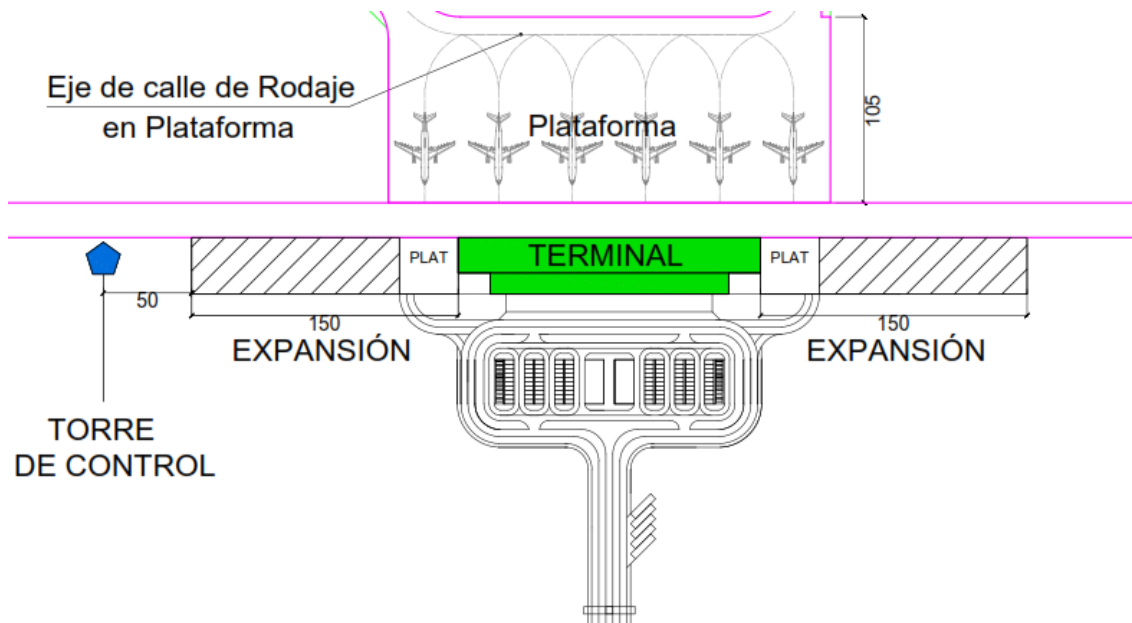 Eje de calle de Rodaje
en Plataforma
Plataforma
105
TERMINAL
PLAT
PLAT
50
150
150
EXPANSIÓN
EXPANSIÓN
TORRE
DE CONTROL